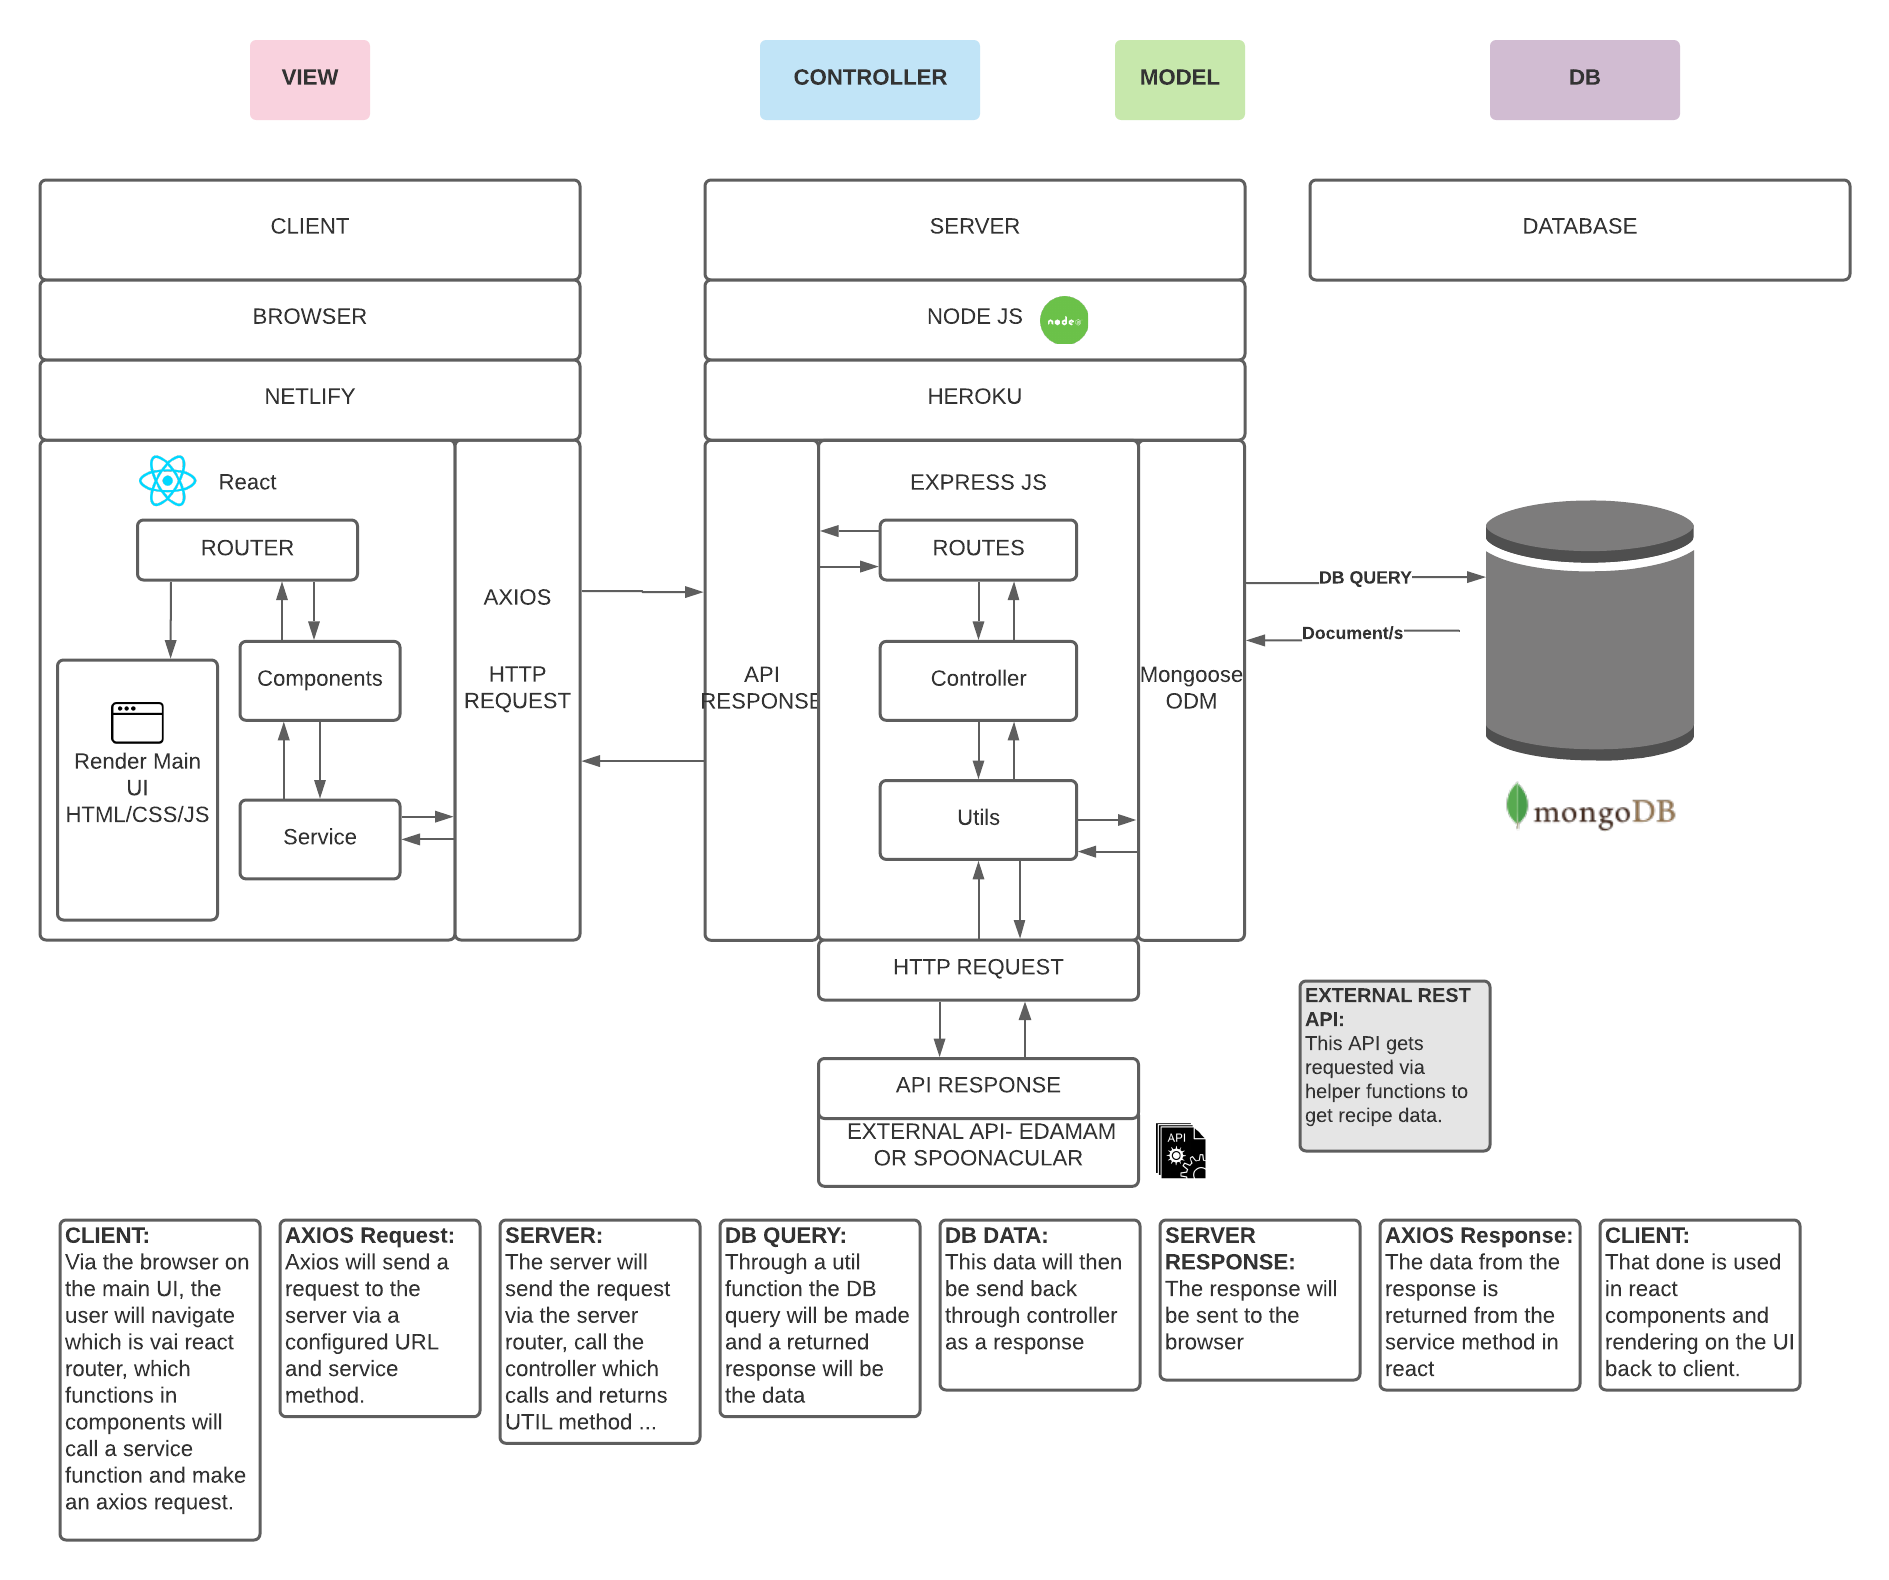 VIEW
CONTROLLER
MODEL
DB
CLIENT
SERVER
DATABASE
BROWSER
NODE JS
node
NETLIFY
HEROKU
React
EXPRESS JS
ROUTER
ROUTES
AXIOS
HTTP
REQUEST
API
RESPONSE
Components
Controller
Mongoose
ODM
DB QUERY
Document/s
Render Main
UI
HTML/CSS/JS
Service
Utils
mongoDB
HTTP REQUEST
API RESPONSE
EXTERNAL API- EDAMAM
OR SPOONACULAR
API
EXTERNAL REST
API:
This API gets
requested via
helper functions to
get recipe data.
CLIENT:
Via the browser on
the main UI, the
user will navigate
which is vai react
router, which
functions in
components will
call a service
function and make
an axios request.
AXIOS Request:
Axios will send a
request to the
server via a
configured URL
and service
method.
SERVER:
The server will
send the request
via the server
router, call the
controller which
calls and returns
UTIL method ...
DB QUERY:
Through a util
function the DB
query will be made
and a returned
response will be
the data
DB DATA:
This data will then
be send back
through controller
as a response
SERVER
RESPONSE:
The response will
be sent to the
browser
AXIOS Response:
The data from the
response is
returned from the
service method in
react
CLIENT:
That done is used
in react
components and
rendering on the UI
back to client.